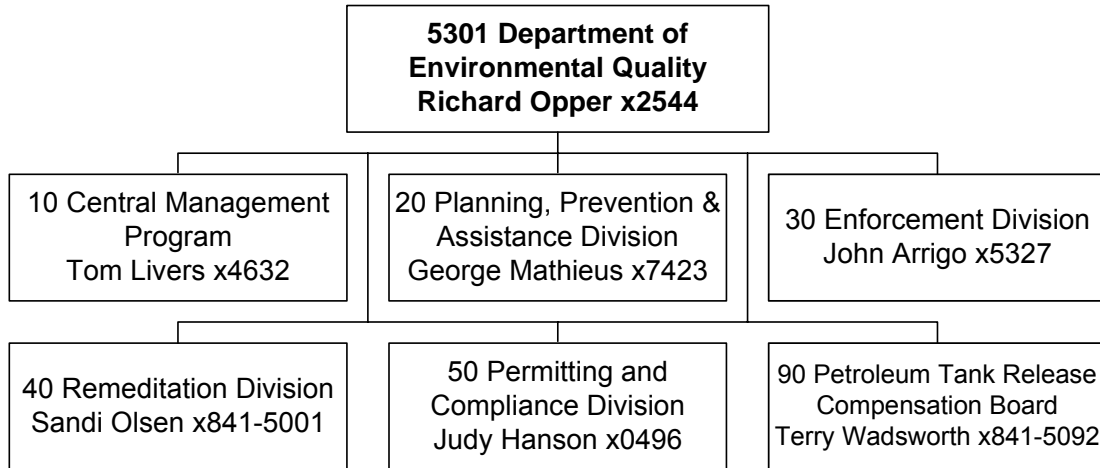 5301 Department of
Environmental Quality
Richard Opper x2544
10 Central Management
Program
Tom Livers x4632
20 Planning, Prevention &
Assistance Division
George Mathieus x7423
30 Enforcement Division
John Arrigo x5327
40 Remeditation Division
Sandi Olsen x841-5001
50 Permitting and
Compliance Division
Judy Hanson x0496
90 Petroleum Tank Release
Compensation Board
Terry Wadsworth x841-5092